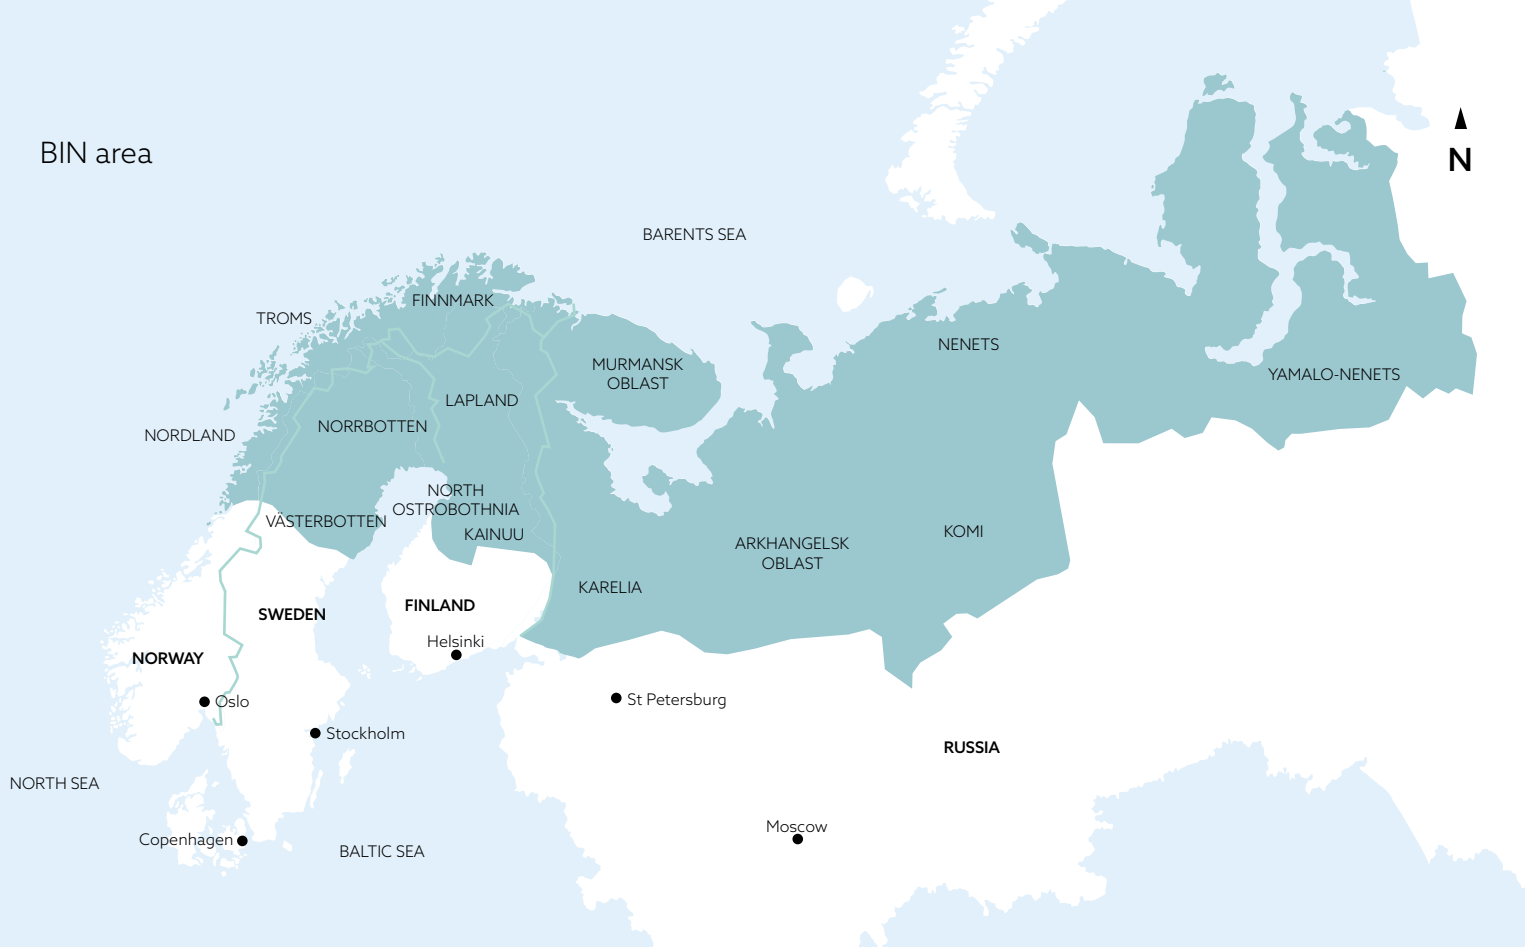 BIN area
N
BARENTS SEA
FINNMARK
TROMS
NENETS
MURMANSK
OBLAST
YAMALO-NENETS
LAPLAND
NORRBOTTEN
NORDLAND
NORTH
OSTROBOTHNIA
VÄSTERBOTTEN
KAINUU
KOMI
ARKHANGELSK
OBLAST
KARELIA
FINLAND
SWEDEN
Helsinki
NORWAY
Oslo
St Petersburg
Stockholm
RUSSIA
NORTH SEA
Moscow
Copenhagen
BALTIC SEA